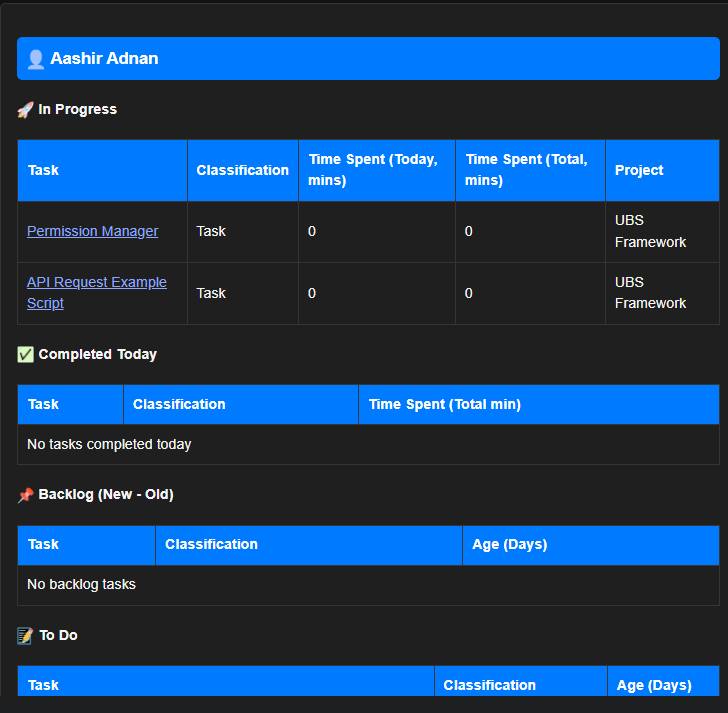 Aashir Adnan
In Progress
Task Classification Time Spent (Today, mins) Time Spent (Total, mins) Project
Permission Manager Task 0 0 UBS Framework
API Request Example Script Task 0 0 UBS Framework
Completed Today
Task Classification Time Spent (Total min)
No tasks completed today
Backlog (New - Old)
Task Classification Age (Days)
No backlog tasks
To Do
Task Classification Age (Days)